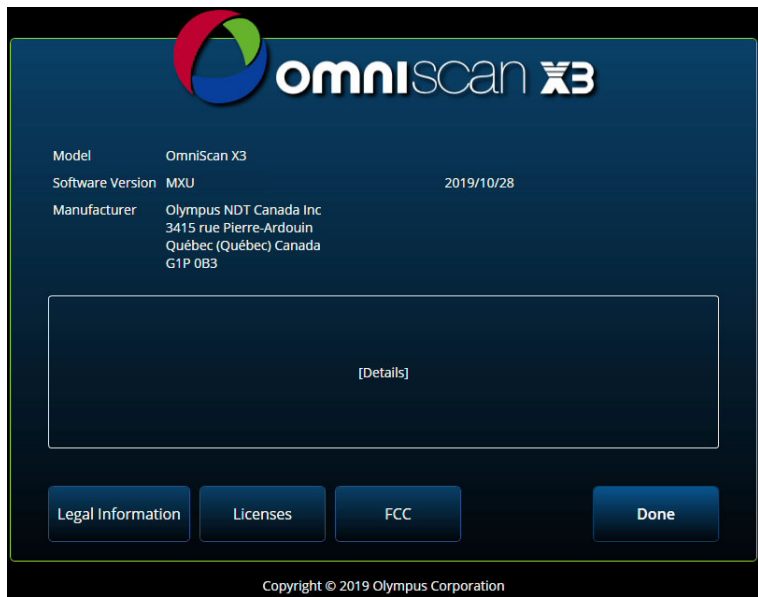 omniscan X3
Model OmniScan X3
Software Version MXU 2019/10/28
Manufacturer Olympus NDT Canada Inc
3415 rue Pierre-Ardouin
Québec (Québec) Canada
G1P 0B3
[Details]
Legal Information Licenses FCC Done
Copyright © 2019 Olympus Corporation